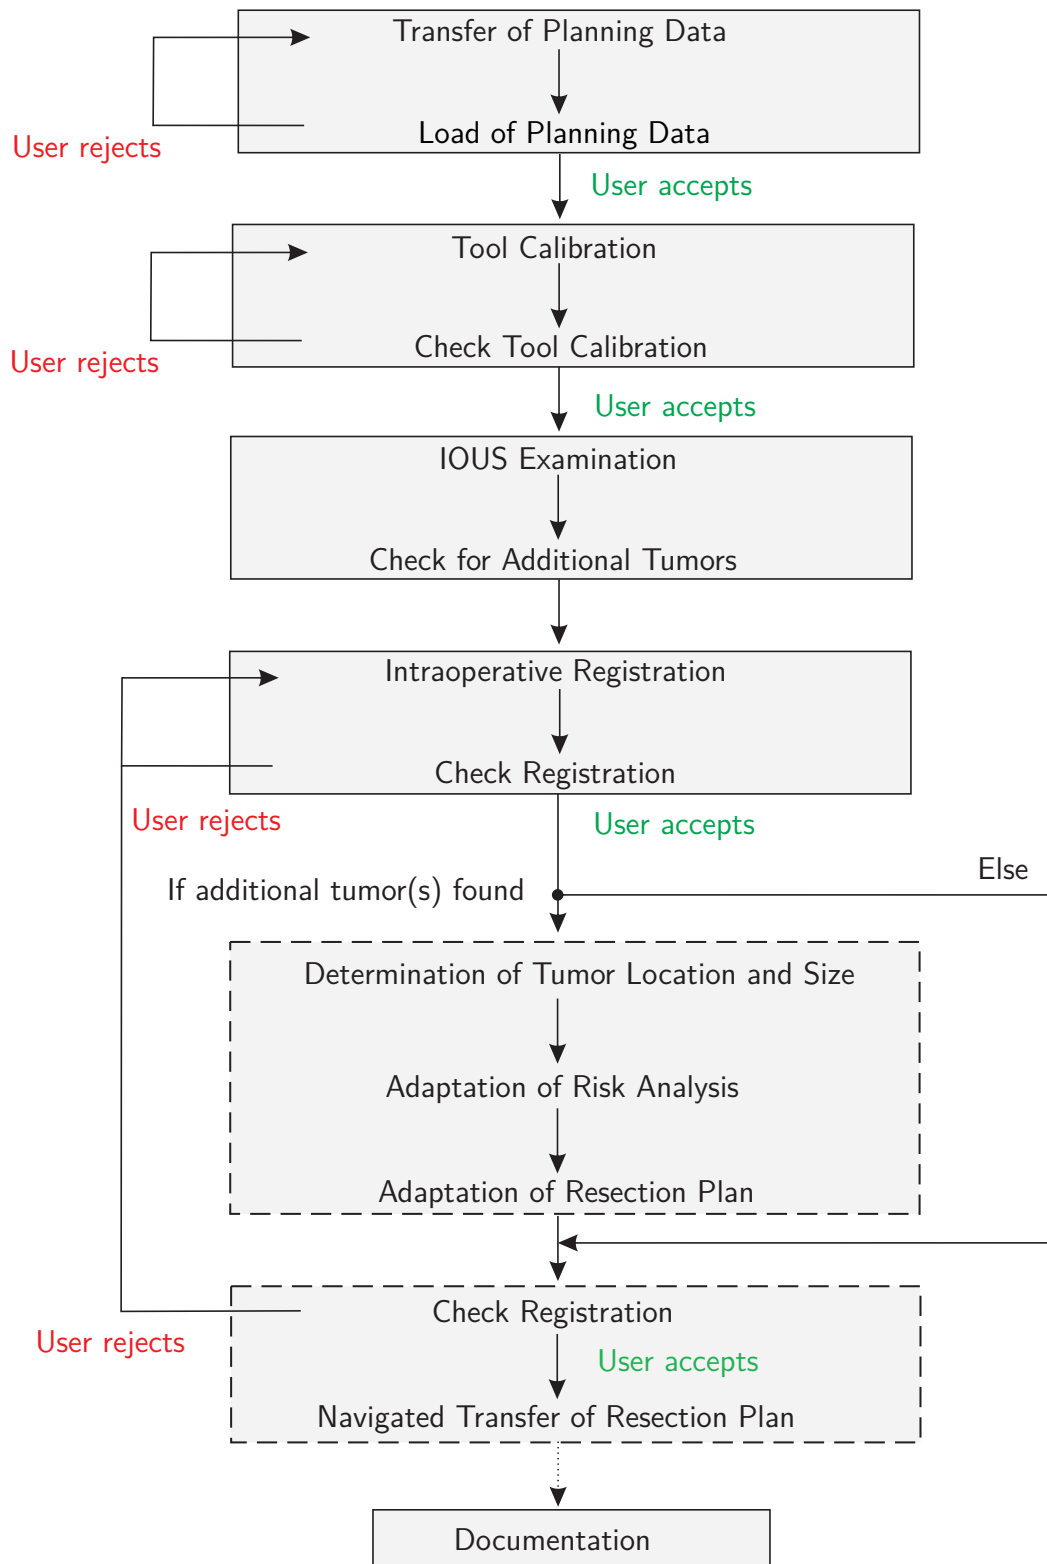 Transfer of Planning Data
Load of Planning Data
User rejects
User accepts
Tool Calibration
Check Tool Calibration
User rejects
User accepts
IOUS Examination
Check for Additional Tumors
Intraoperative Registration
Check Registration
User rejects
User accepts
Else
If additional tumor(s) found
Determination of Tumor Location and Size
Adaptation of Risk Analysis
Adaptation of Resection Plan
Check Registration
User rejects
User accepts
Navigated Transfer of Resection Plan
Documentation